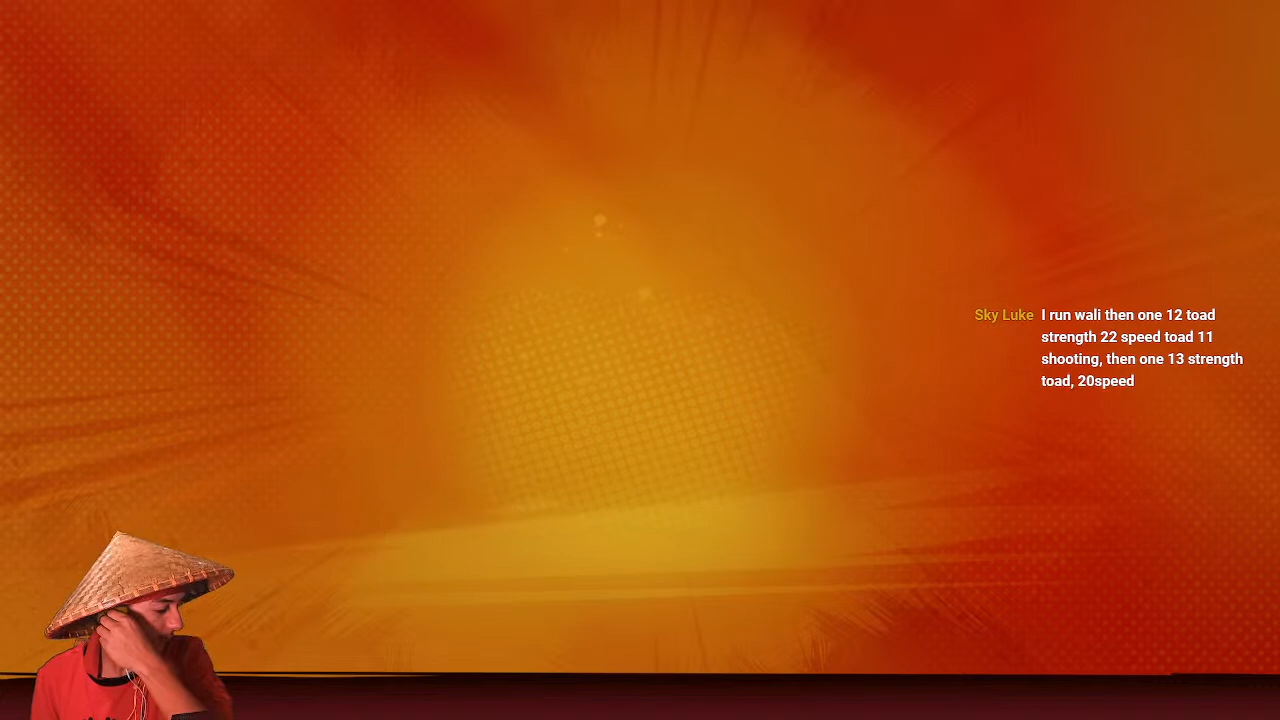 Sky Luke I run wali then one 12 toad
strength 22 speed toad 11
shooting, then one 13 strength
toad, 20speed